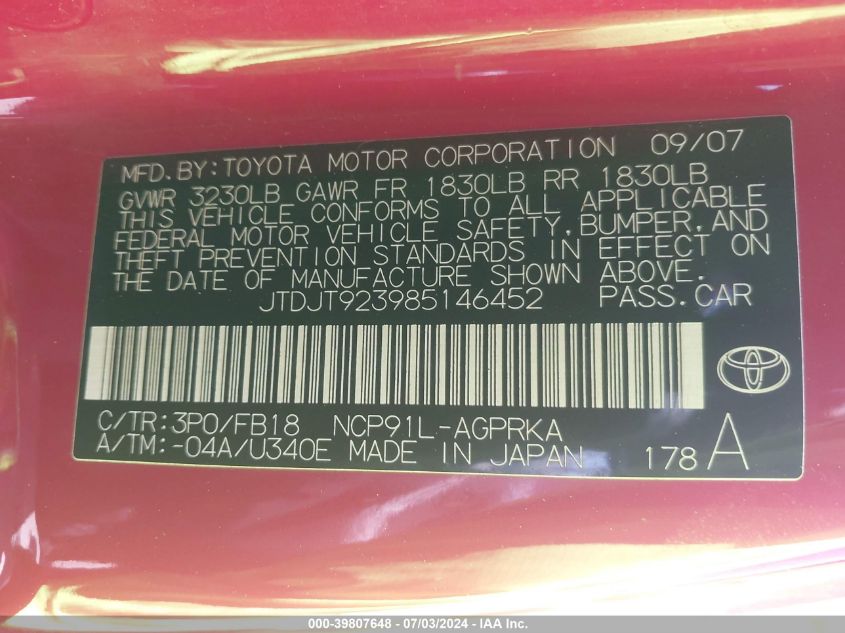 MFD. BY: TOYOTA MOTOR CORPORATION 09/07
GVWR 3230LB GAWR FR 1830LB RR 1830LB
THIS VEHICLE CONFORMS TO ALL APPLICABLE
FEDERAL MOTOR VEHICLE SAFETY, BUMPER, AND
THEFT PREVENTION STANDARDS IN EFFECT ON
THE DATE OF MANUFACTURE SHOWN ABOVE.
JTDJT923985146452 PASS. CAR
C/TR: 3P0/FB18 NCP91L-AGPRKA
A/TM: -04A/U340E MADE IN JAPAN 178 A
000-39807648 - 07/03/2024 - IAA Inc.